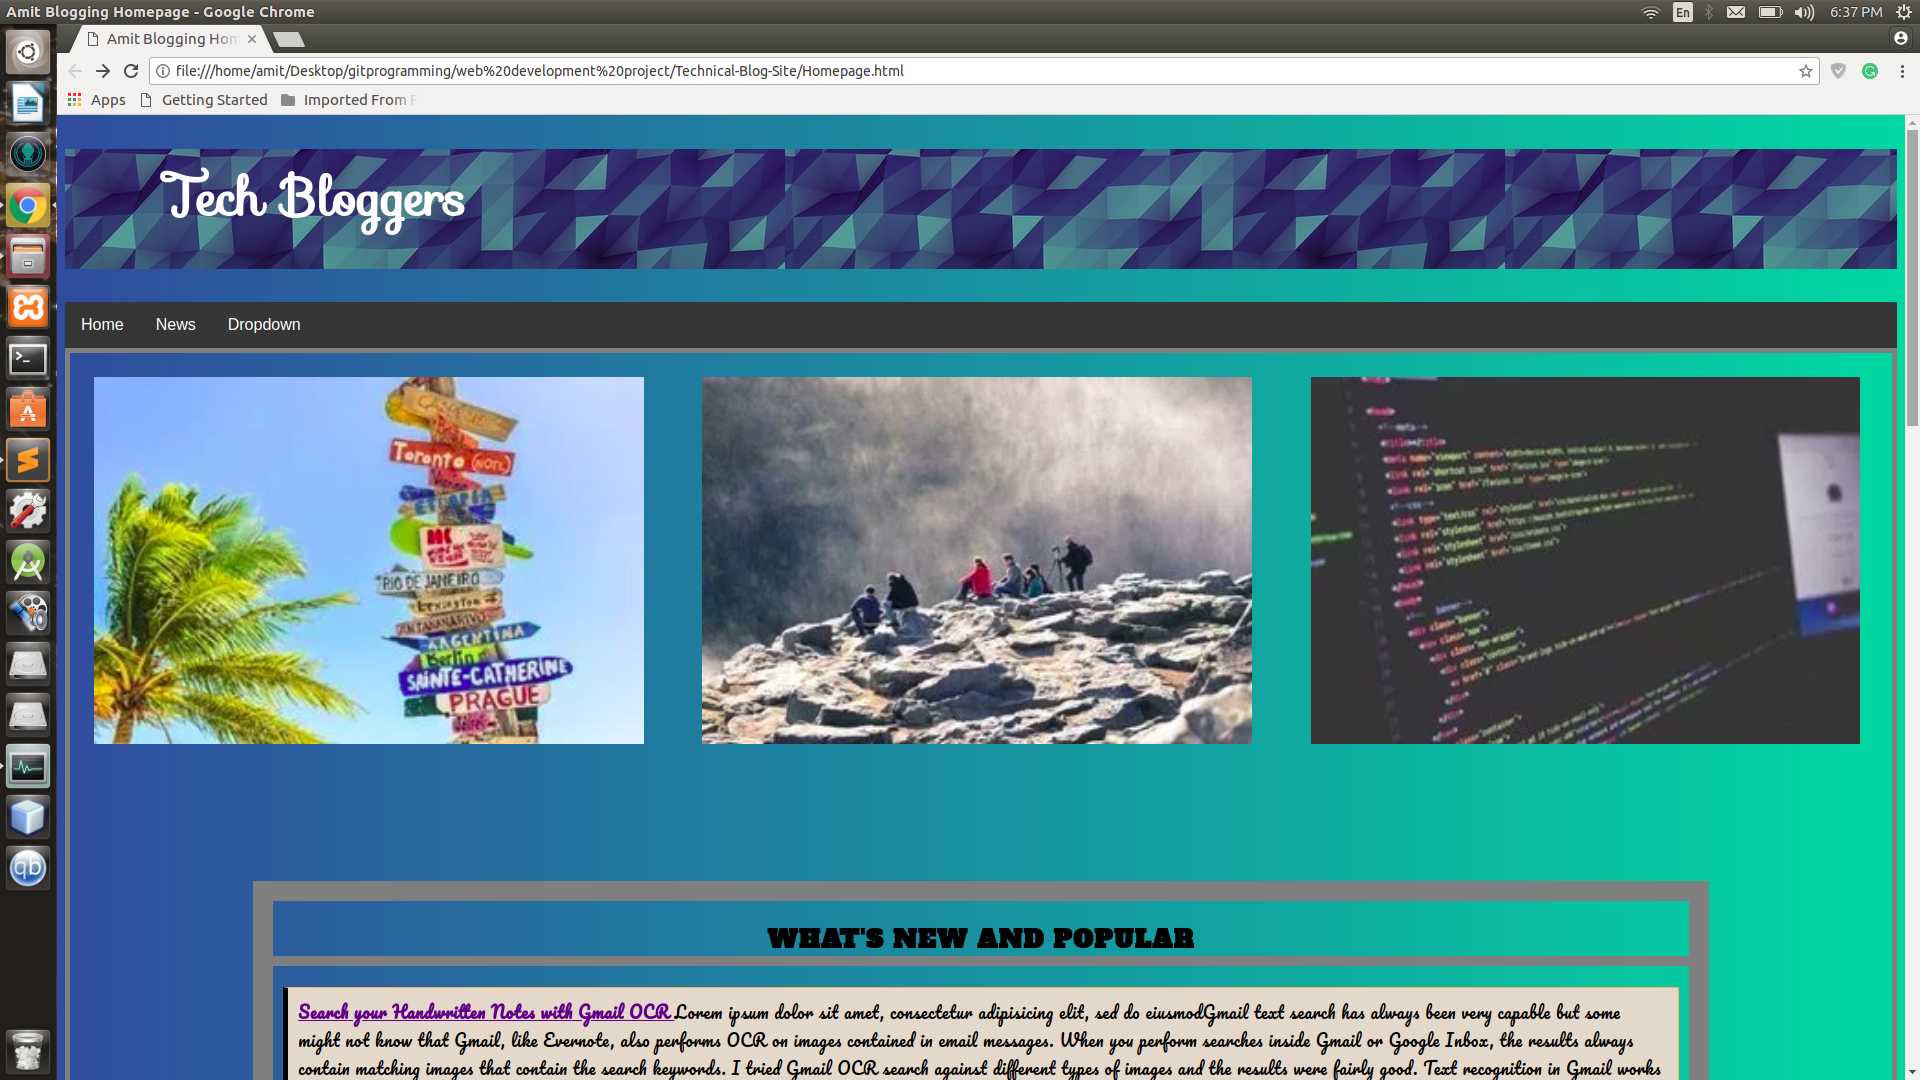 Amit Blogging Homepage - Google Chrome
En
6:37 PM
Amit Blogging Hom
file:///home/amit/Desktop/gitprogramming/web%20development%20project/Technical-Blog-Site/Homepage.html
Apps
Getting Started
Imported From F
Tech Bloggers
Home
News
Dropdown
Toronto (NOTL)
RIO DE JANEIRO
Lexington
ANTANANARIVO
ARGENTINA
Berlin
SAINTE-CATHERINE
PRAGUE
WHAT'S NEW AND POPULAR
Search your Handwritten Notes with Gmail OCR Lorem ipsum dolor sit amet, consectetur adipisicing elit, sed do eiusmodGmail text search has always been very capable but some
might not know that Gmail, like Evernote, also performs OCR on images contained in email messages. When you perform searches inside Gmail or Google Inbox, the results always
contain matching images that contain the search keywords. I tried Gmail OCR search against different types of images and the results were fairly good. Text recognition in Gmail works
qb